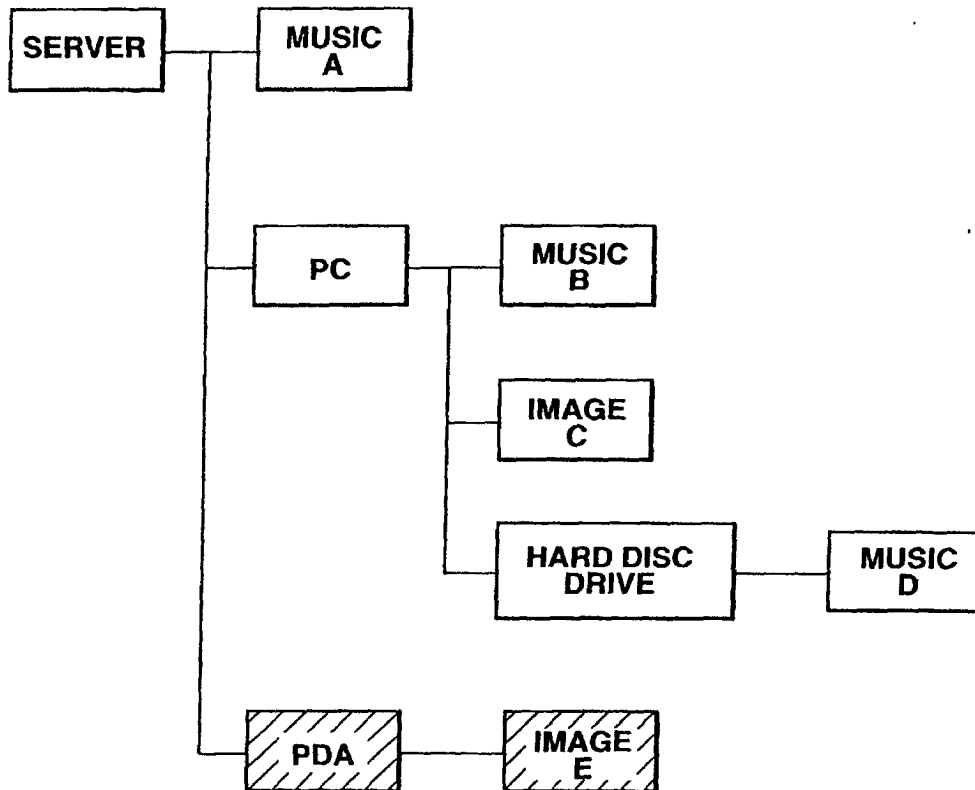 SERVER
MUSIC
A
PC
MUSIC
B
IMAGE
C
HARD DISC
DRIVE
MUSIC
D
PDA
IMAGE
E